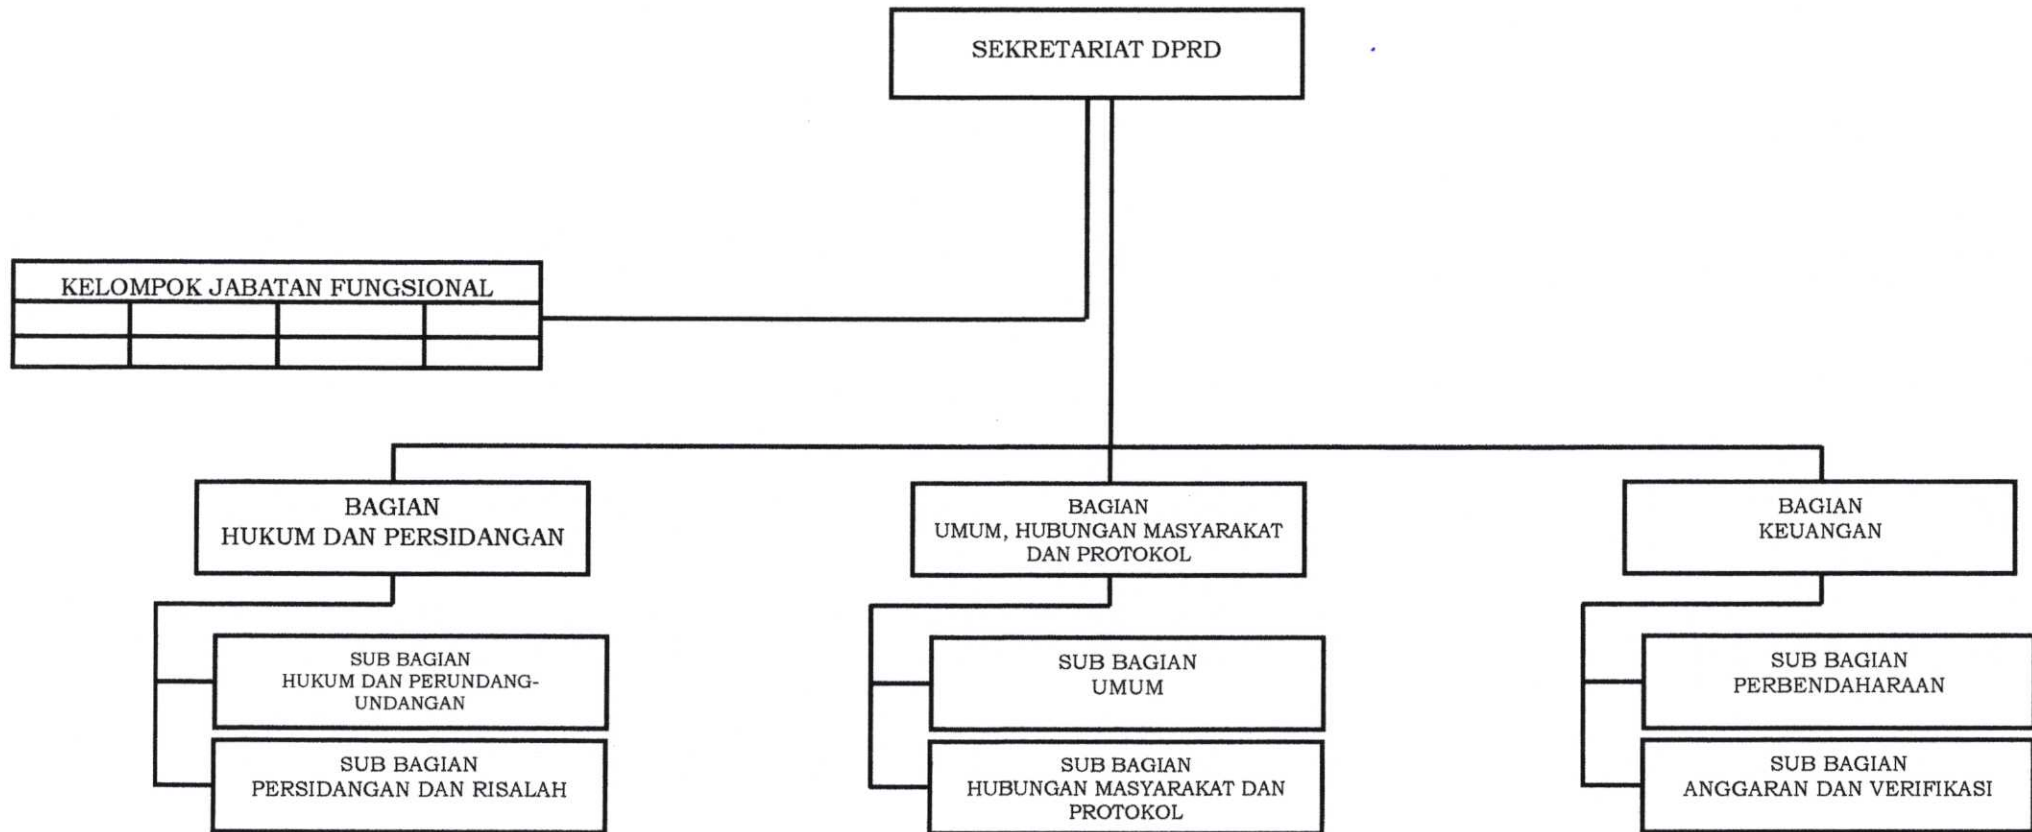 SEKRETARIAT DPRD
KELOMPOK JABATAN FUNGSIONAL
BAGIAN
HUKUM DAN PERSIDANGAN
BAGIAN
UMUM, HUBUNGAN MASYARAKAT
DAN PROTOKOL
BAGIAN
KEUANGAN
SUB BAGIAN
HUKUM DAN PERUNDANG-
UNDANGAN
SUB BAGIAN
UMUM
SUB BAGIAN
PERBENDAHARAAN
SUB BAGIAN
PERSIDANGAN DAN RISALAH
SUB BAGIAN
HUBUNGAN MASYARAKAT DAN
PROTOKOL
SUB BAGIAN
ANGGARAN DAN VERIFIKASI